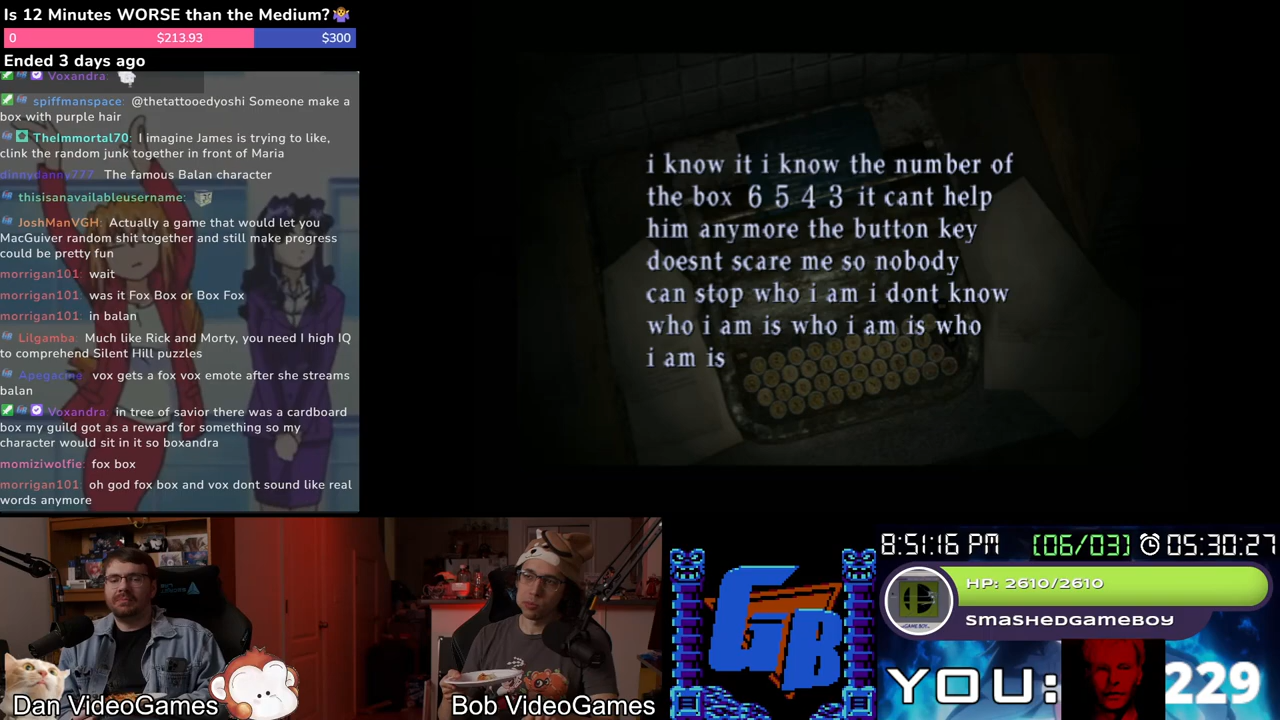 Is 12 Minutes WORSE than the Medium?🤷‍♀️
0 $213.93 $300
Ended 3 days ago
Voxandra:
spiffmanspace: @thetattooedyoshi Someone make a
box with purple hair
TheImmortal70: I imagine James is trying to like,
clink the random junk together in front of Maria
dinnydanny777 The famous Balan character
thisisanavailableusername:
JoshManVGH: Actually a game that would let you
MacGuiver random shit together and still make progress
could be pretty fun
morrigan101: wait
morrigan101: was it Fox Box or Box Fox
morrigan101: in balan
Lilgamba: Much like Rick and Morty, you need I high IQ
to comprehend Silent Hill puzzles
Apegacing: vox gets a fox vox emote after she streams
balan
Voxandra: in tree of savior there was a cardboard
box my guild got as a reward for something so my
character would sit in it so boxandra
momiziwolfie: fox box
morrigan101: oh god fox box and vox dont sound like real
words anymore
i know it i know the number of
the box 6 5 4 3 it cant help
him anymore the button key
doesnt scare me so nobody
can stop who i am i dont know
who i am is who i am is who
i am is
Dan VideoGames
Bob VideoGames
GB
8:51:16 PM [06/03] 05:30:27
HP: 2610/2610
SmaSHedGameBoy
YOU: 229